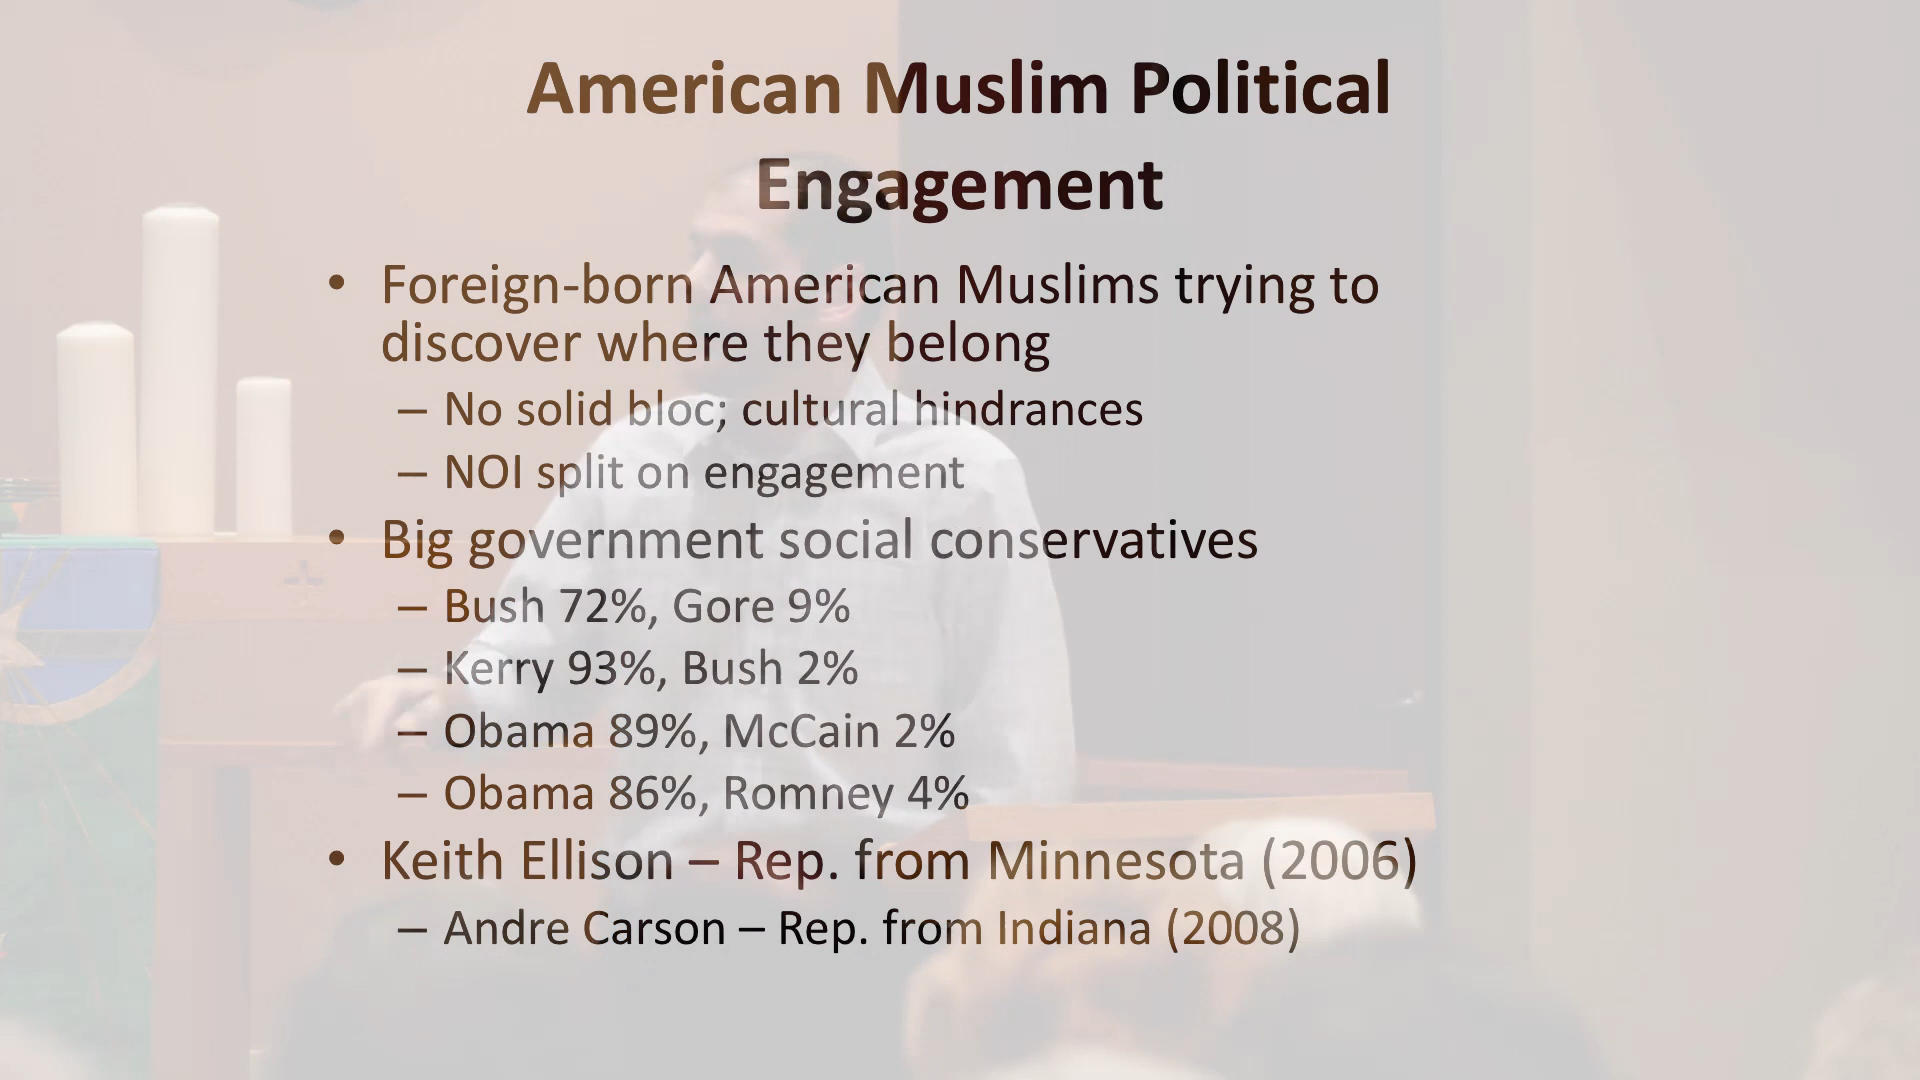 American Muslim Political
Engagement
• Foreign-born American Muslims trying to
discover where they belong
– No solid bloc; cultural hindrances
– NOI split on engagement
• Big government social conservatives
– Bush 72%, Gore 9%
– Kerry 93%, Bush 2%
– Obama 89%, McCain 2%
– Obama 86%, Romney 4%
• Keith Ellison – Rep. from Minnesota (2006)
– Andre Carson – Rep. from Indiana (2008)